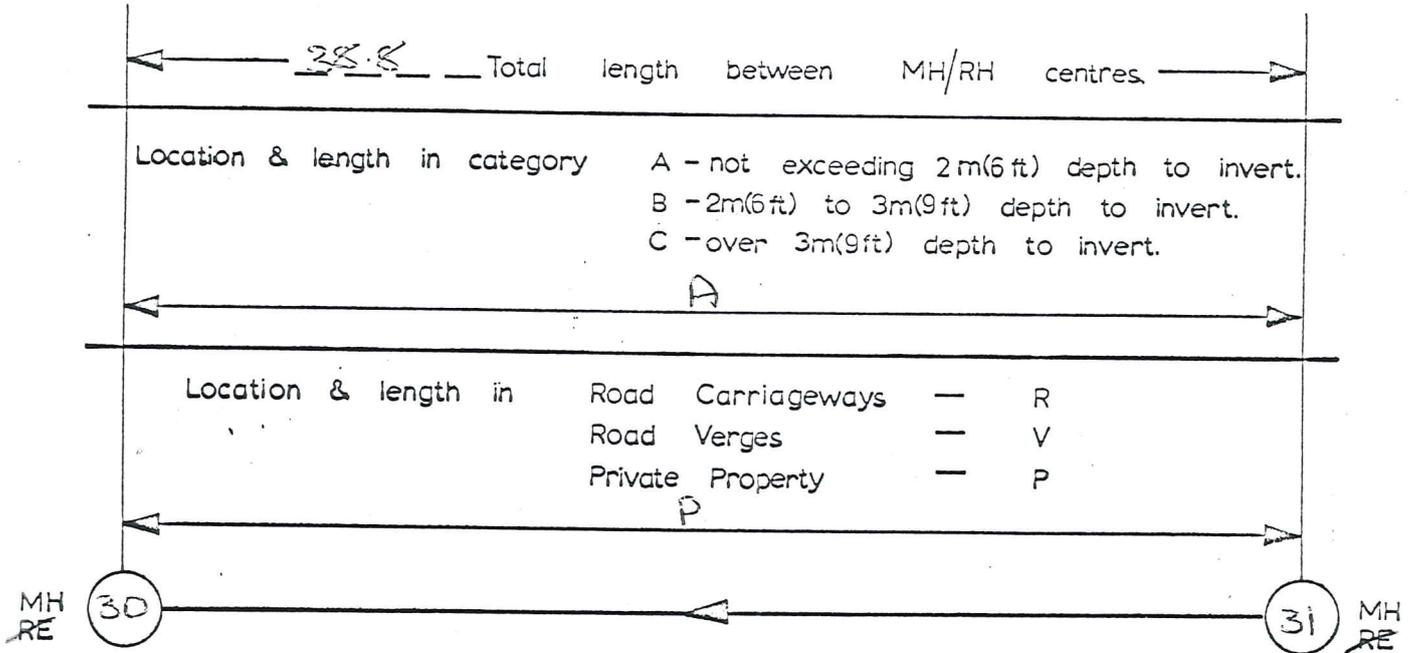 Total length between MH/RH centres
Location & length in category A - not exceeding 2m(6ft) depth to invert.
B - 2m(6ft) to 3m(9ft) depth to invert.
C - over 3m(9ft) depth to invert.
A
Location & length in Road Carriageways — R
Road Verges — V
Private Property — P
P
MH 30 31 MH
RE RE